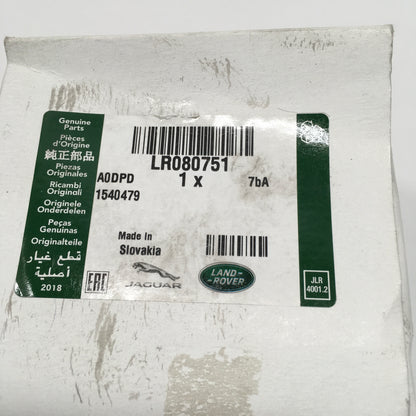 Genuine
Parts
Pièces
d'Origine
純正部品
Piezas
Originales
Ricambi
Originali
Originele
Onderdelen
Peças
Genuínas
Originalteile
قطع غيار
أصلية
2018
LR080751
1 x
7bA
A0DPD
1540479
Made In
Slovakia
EAC
JAGUAR
LAND-
ROVER
JLR
4001.2